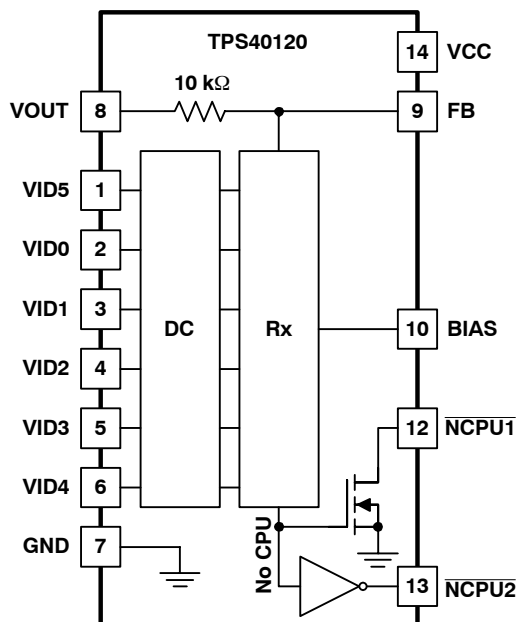 TPS40120
14 VCC
10 kΩ
VOUT 8
9 FB
VID5 1
VID0 2
VID1 3
DC
Rx
10 BIAS
VID2 4
VID3 5
12 NCPU1
VID4 6
GND 7
No CPU
13 NCPU2